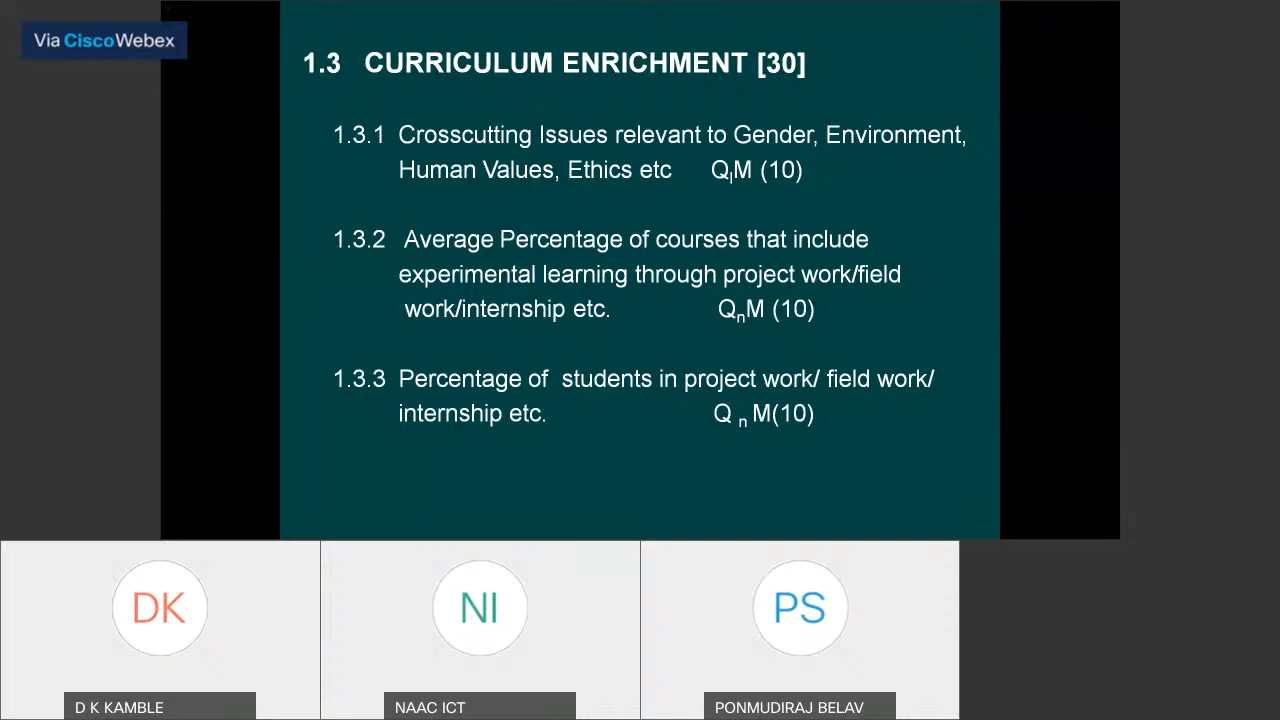 Via CiscoWebex
1.3 CURRICULUM ENRICHMENT [30]
1.3.1 Crosscutting Issues relevant to Gender, Environment,
Human Values, Ethics etc QlM (10)
1.3.2 Average Percentage of courses that include
experimental learning through project work/field
work/internship etc. QnM (10)
1.3.3 Percentage of students in project work/ field work/
internship etc. Q n M(10)
DK
NI
PS
D K KAMBLE
NAAC ICT
PONMUDIRAJ BELAV